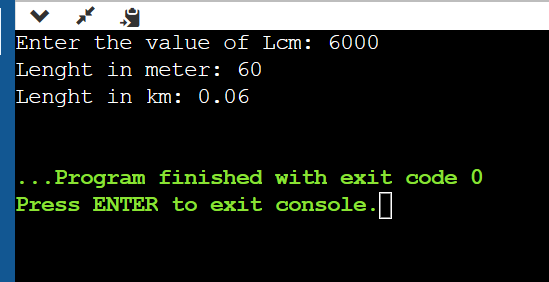 Enter the value of Lcm: 6000
Lenght in meter: 60
Lenght in km: 0.06
...Program finished with exit code 0
Press ENTER to exit console.